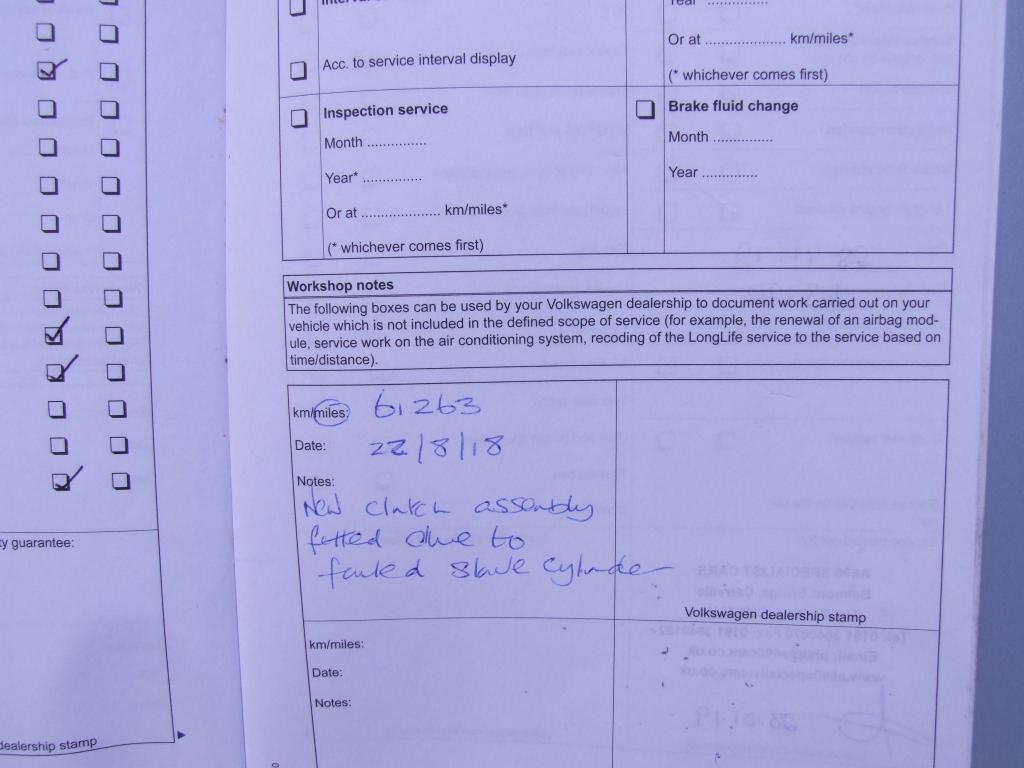 Year ...............
Or at .................... km/miles*
Acc. to service interval display
(* whichever comes first)
Inspection service
Brake fluid change
Month ...............
Month ...............
Year* ...............
Year ...............
Or at .................... km/miles*
(* whichever comes first)
Workshop notes
The following boxes can be used by your Volkswagen dealership to document work carried out on your
vehicle which is not included in the defined scope of service (for example, the renewal of an airbag mod-
ule, service work on the air conditioning system, recoding of the LongLife service to the service based on
time/distance).
km/miles: 61263
Date: 22/8/18
Notes:
New clutch assembly
fitted due to
failed slave cylinder
Volkswagen dealership stamp
km/miles:
Date:
Notes:
ty guarantee:
dealership stamp